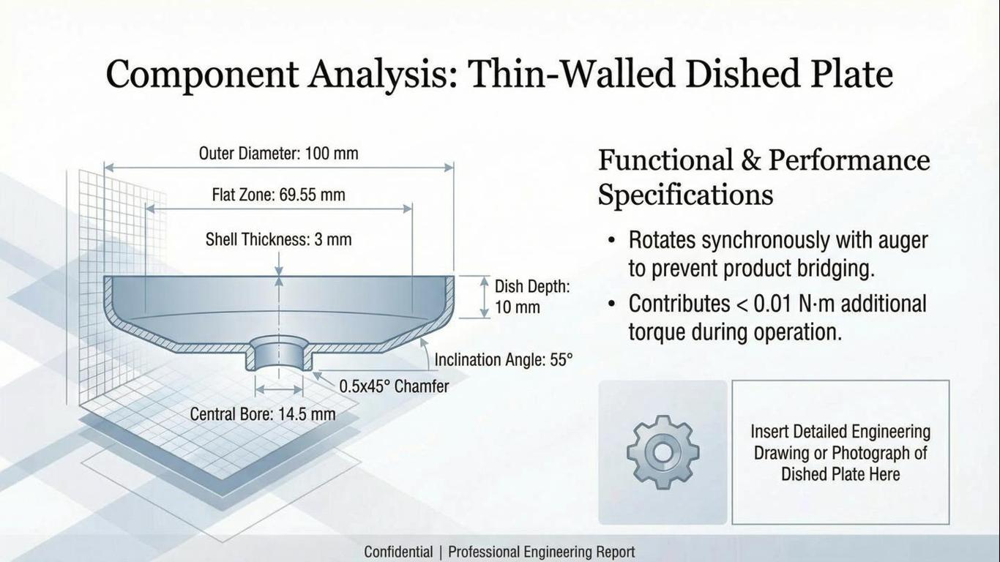 Component Analysis: Thin-Walled Dished Plate
Outer Diameter: 100 mm
Flat Zone: 69.55 mm
Shell Thickness: 3 mm
Dish Depth:
10 mm
Inclination Angle: 55°
0.5x45° Chamfer
Central Bore: 14.5 mm
Functional & Performance
Specifications
• Rotates synchronously with auger
to prevent product bridging.
• Contributes < 0.01 N·m additional
torque during operation.
Insert Detailed Engineering
Drawing or Photograph of
Dished Plate Here
Confidential | Professional Engineering Report